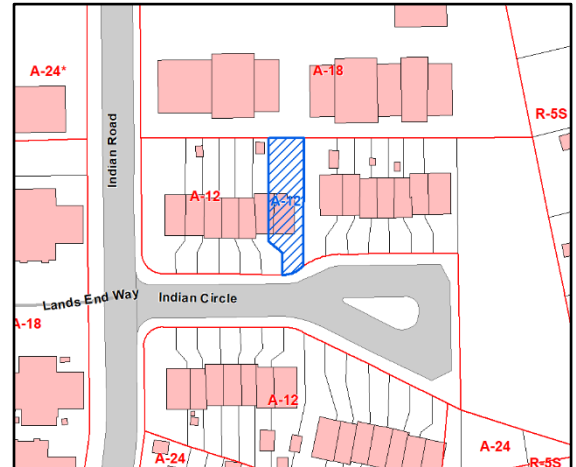 A-24*
A-18
R-5S
Indian Road
A-12
A-12
Lands End Way
Indian Circle
A-18
A-12
A-24
A-24
R-5S